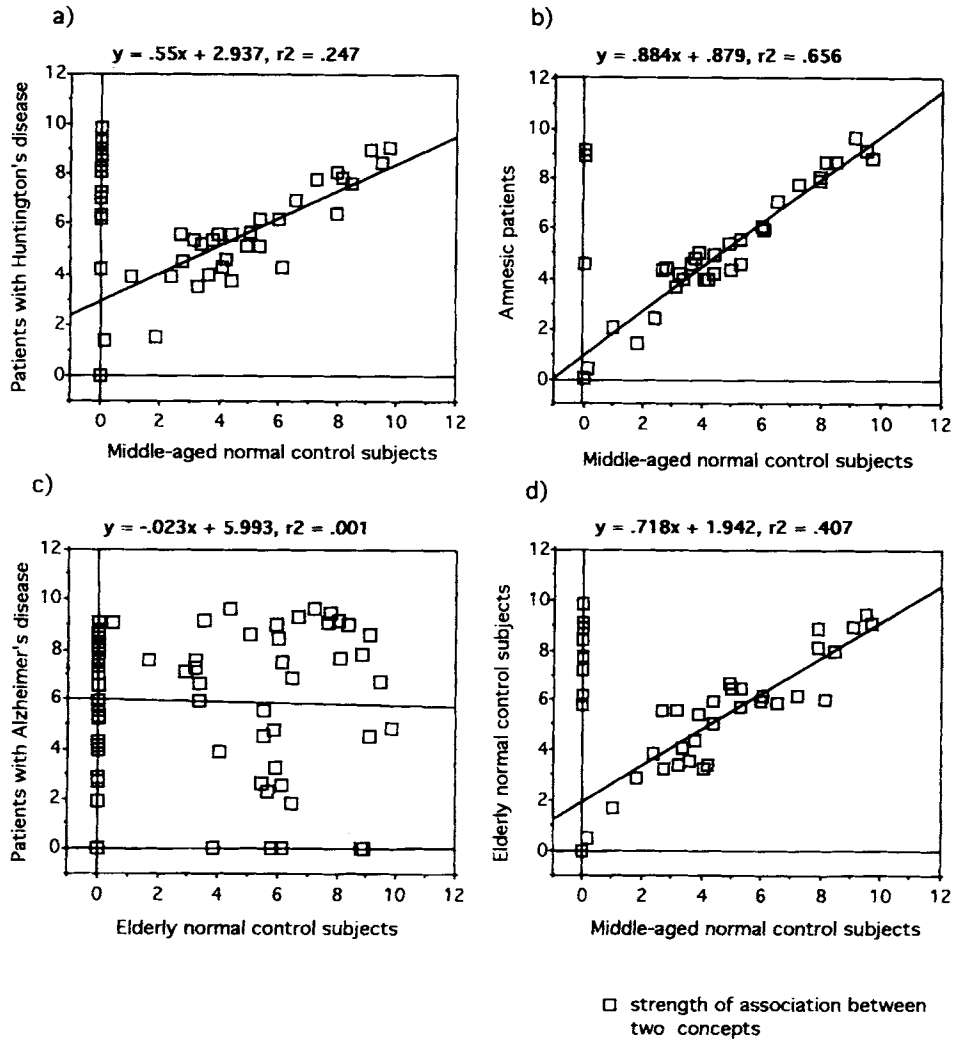 a)
y = .55x + 2.937, r2 = .247
Patients with Huntington's disease
12
10
8
6
4
2
0
0 2 4 6 8 10 12
Middle-aged normal control subjects
b)
y = .884x + .879, r2 = .656
Amnesic patients
12
10
8
6
4
2
0
0 2 4 6 8 10 12
Middle-aged normal control subjects
c)
y = -.023x + 5.993, r2 = .001
Patients with Alzheimer's disease
12
10
8
6
4
2
0
0 2 4 6 8 10 12
Elderly normal control subjects
d)
y = .718x + 1.942, r2 = .407
Elderly normal control subjects
12
10
8
6
4
2
0
0 2 4 6 8 10 12
Middle-aged normal control subjects
strength of association between
two concepts